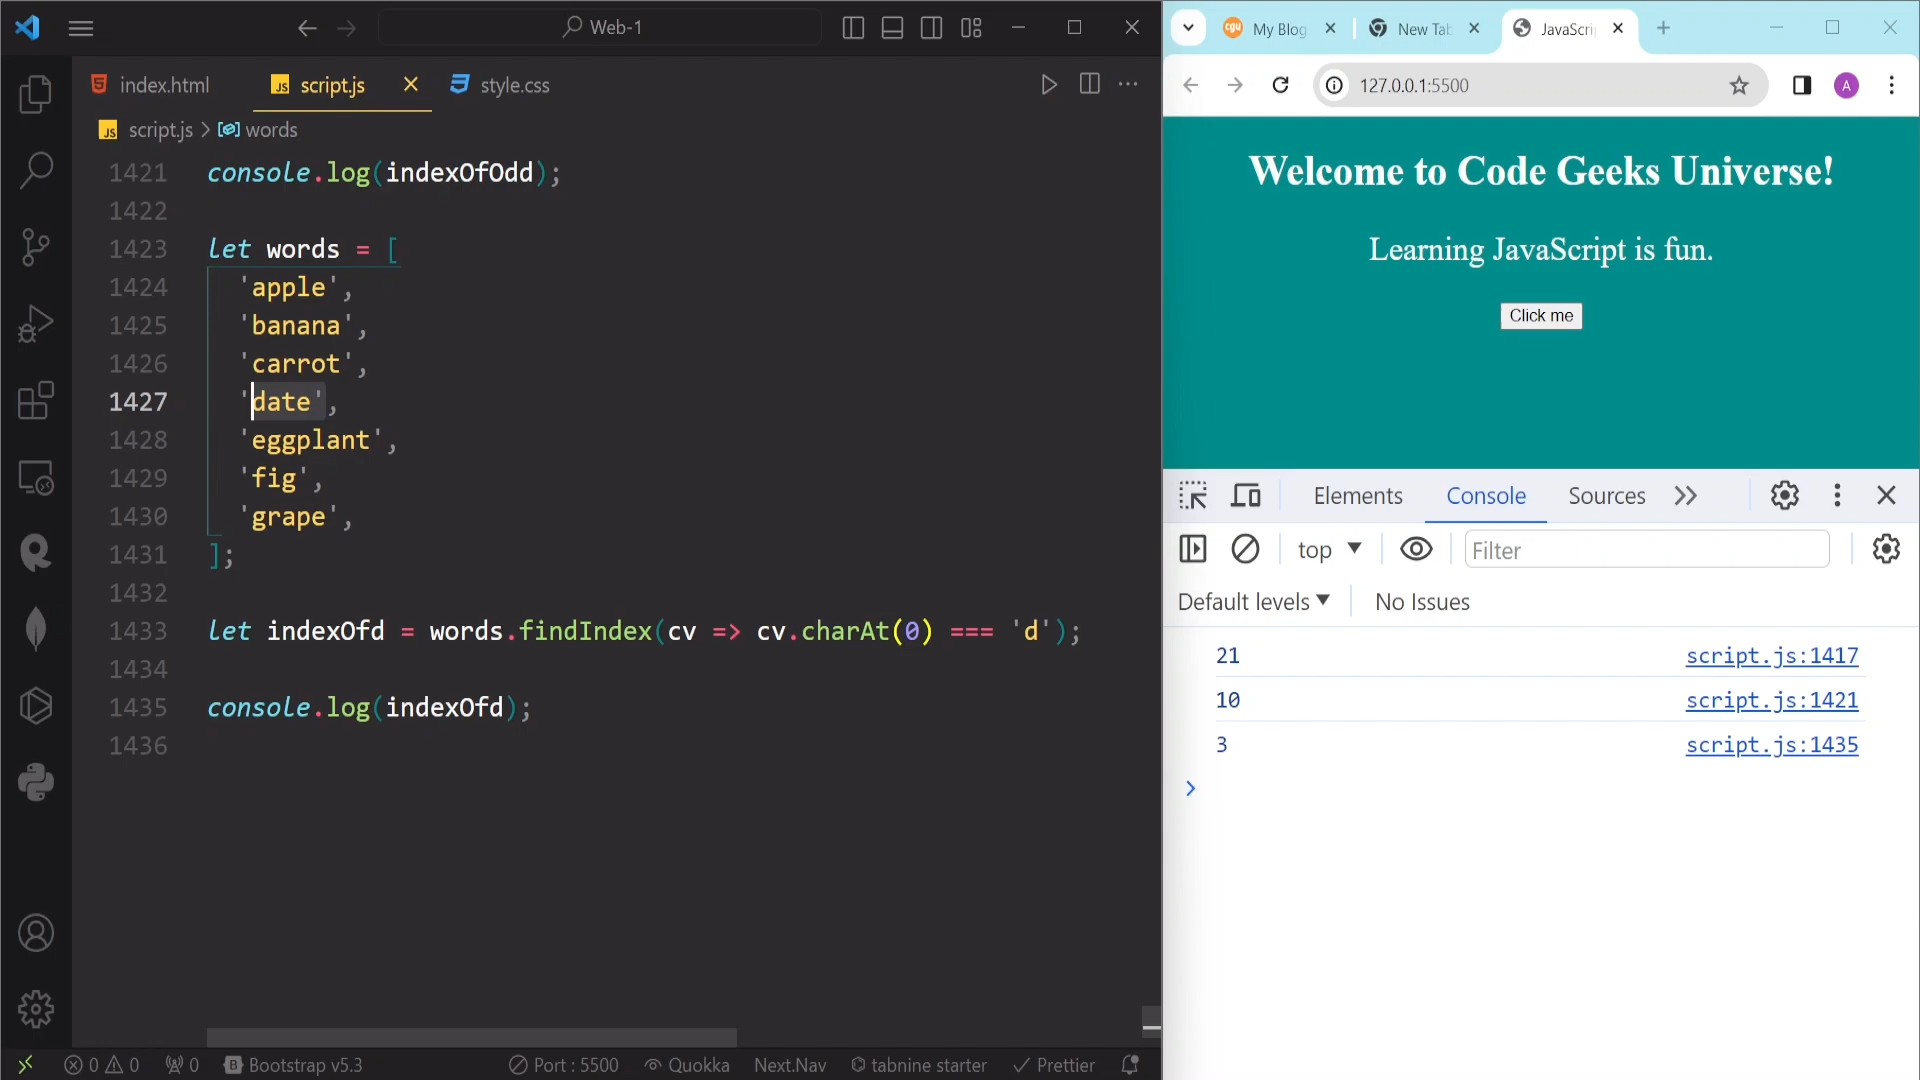 Web-1
index.html
JS script.js
style.css
JS script.js > words
1421 console.log(indexOfOdd);
1422
1423 let words = [
1424 'apple',
1425 'banana',
1426 'carrot',
1427 'date',
1428 'eggplant',
1429 'fig',
1430 'grape',
1431 ];
1432
1433 let indexOfd = words.findIndex(cv => cv.charAt(0) === 'd');
1434
1435 console.log(indexOfd);
1436
0 0 0 B Bootstrap v5.3 Port : 5500 Quokka Next.Nav tabnine starter Prettier
CGU My Blog
New Tab
JavaScri
127.0.0.1:5500
A
Welcome to Code Geeks Universe!
Learning JavaScript is fun.
Click me
Elements Console Sources
top Filter
Default levels No Issues
21 script.js:1417
10 script.js:1421
3 script.js:1435
>